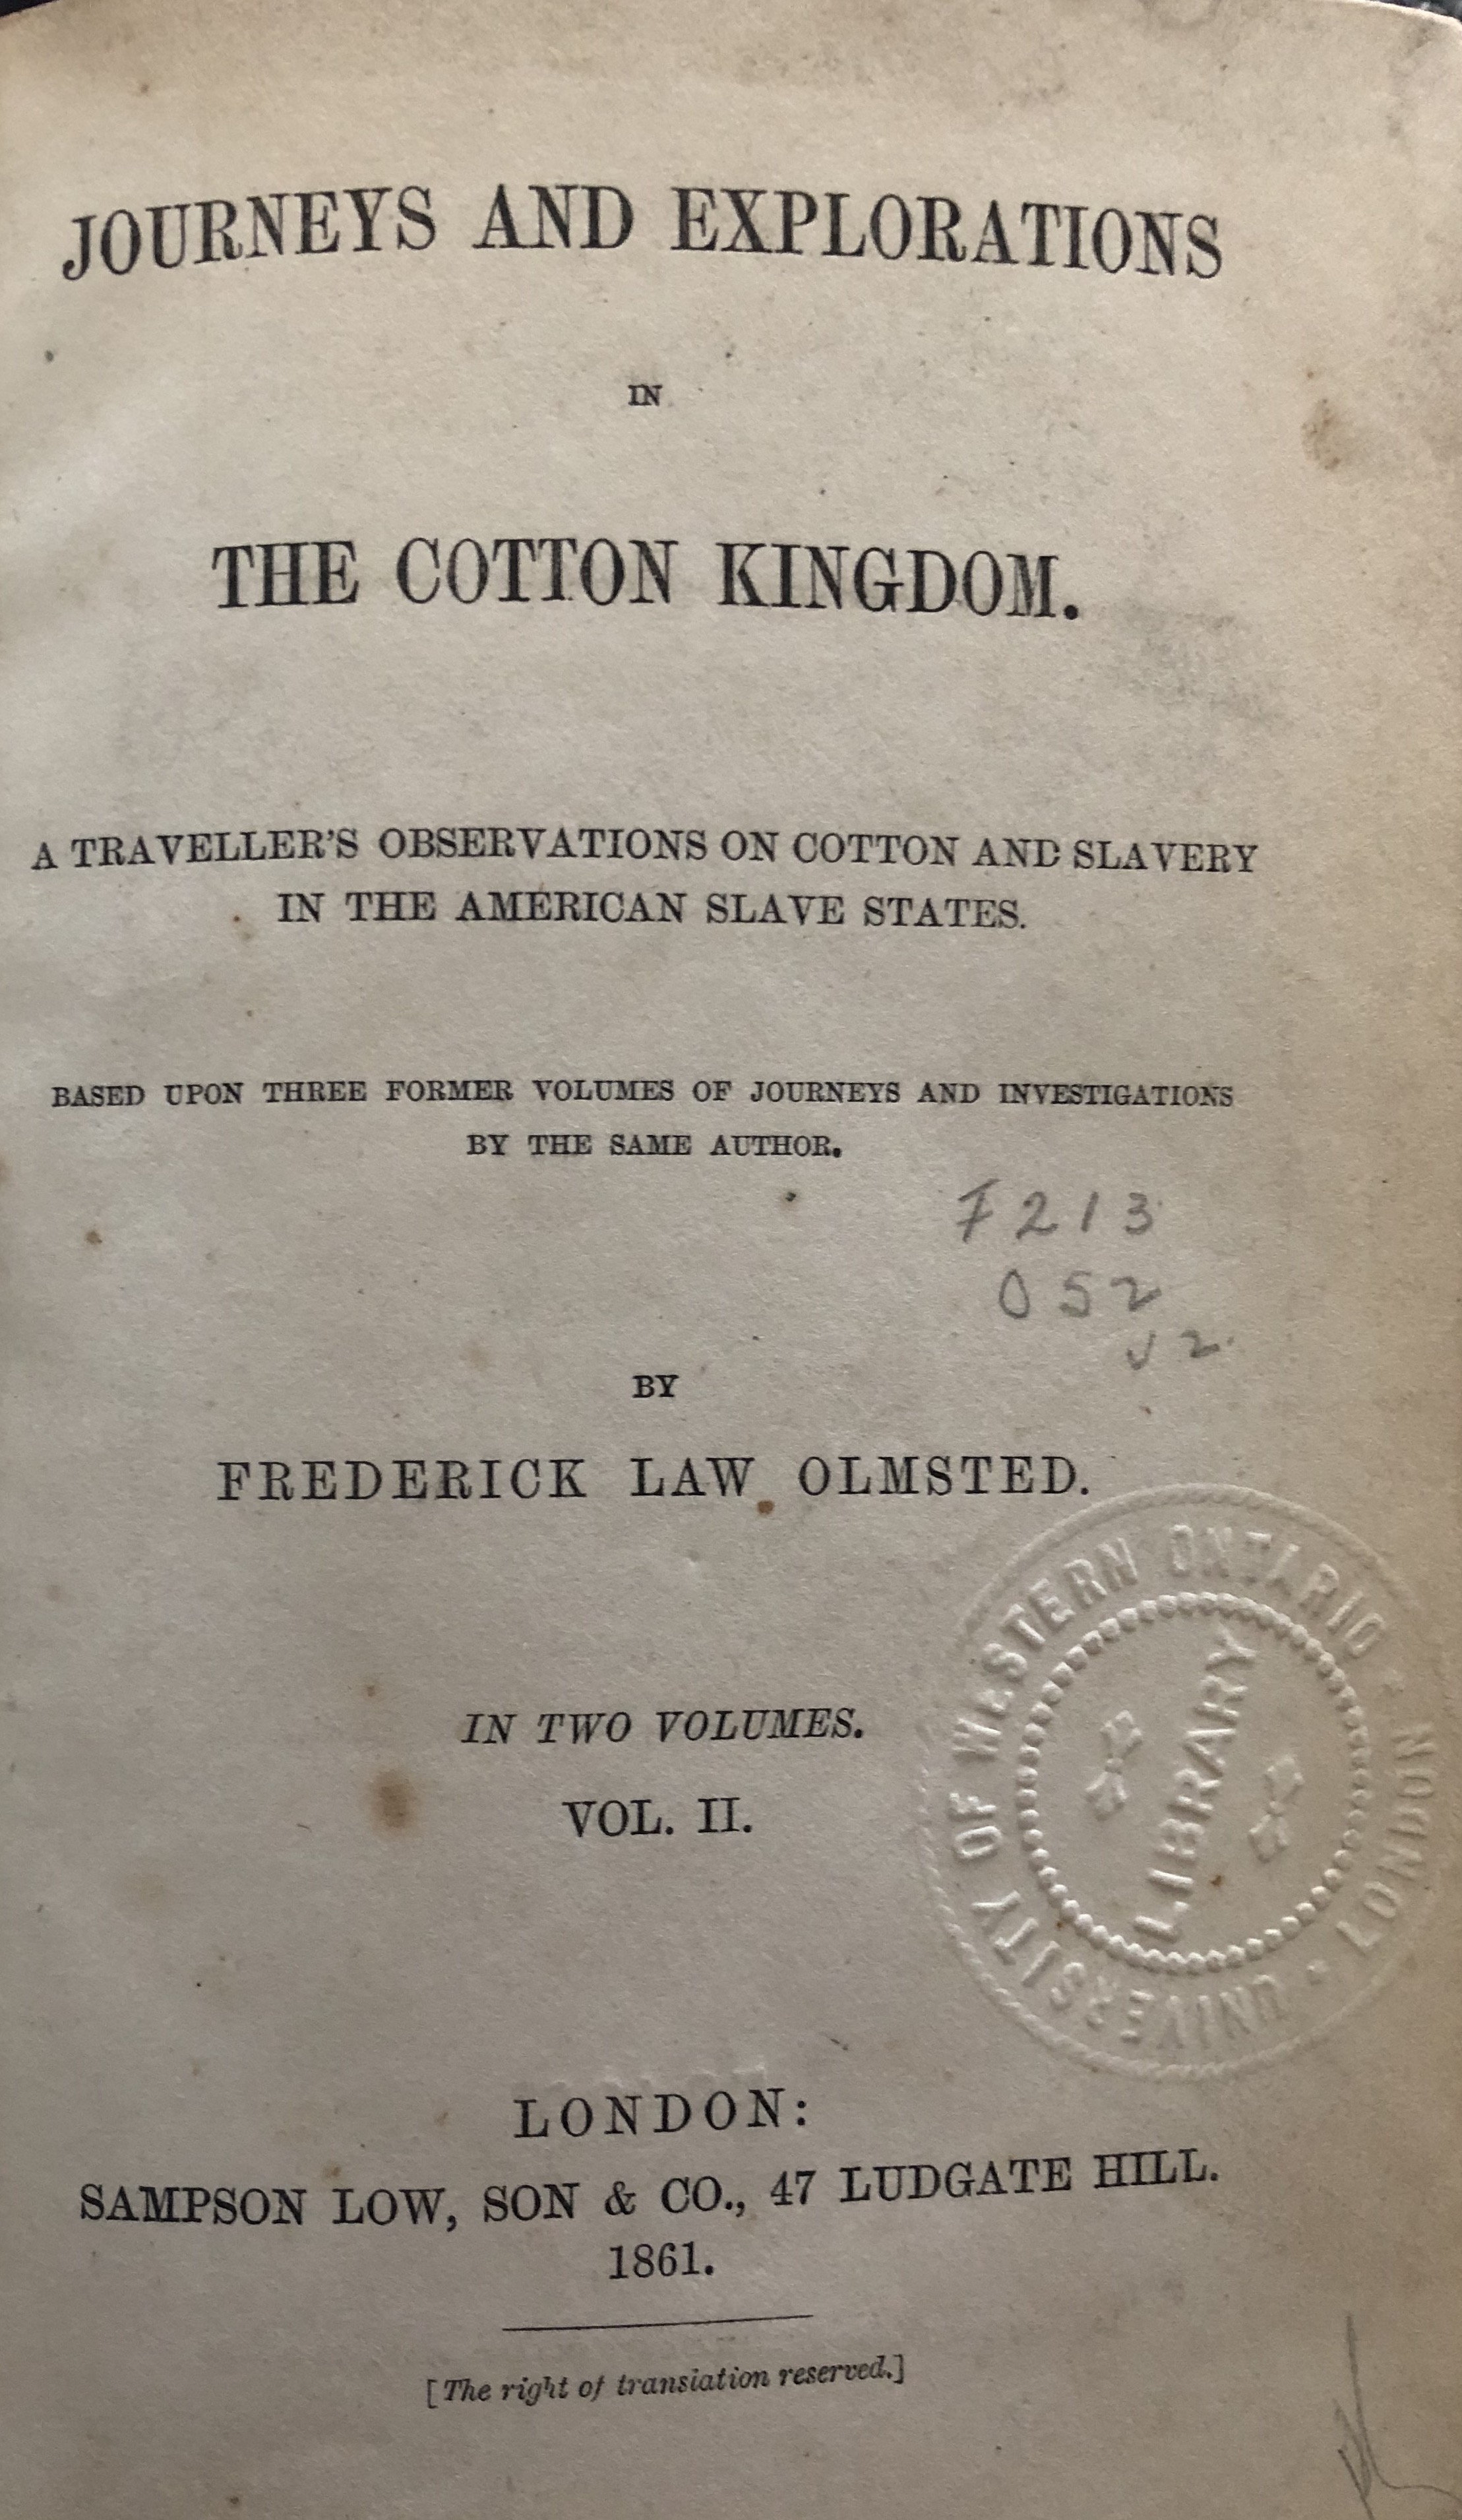 JOURNEYS AND EXPLORATIONS
IN
THE COTTON KINGDOM.
A TRAVELLER'S OBSERVATIONS ON COTTON AND SLAVERY
IN THE AMERICAN SLAVE STATES.
BASED UPON THREE FORMER VOLUMES OF JOURNEYS AND INVESTIGATIONS
BY THE SAME AUTHOR.
F213
O52
v2.
BY
FREDERICK LAW OLMSTED.
UNIVERSITY OF WESTERN ONTARIO · LONDON ·
LIBRARY
IN TWO VOLUMES.
VOL. II.
LONDON:
SAMPSON LOW, SON & CO., 47 LUDGATE HILL.
1861.
[The right of translation reserved.]